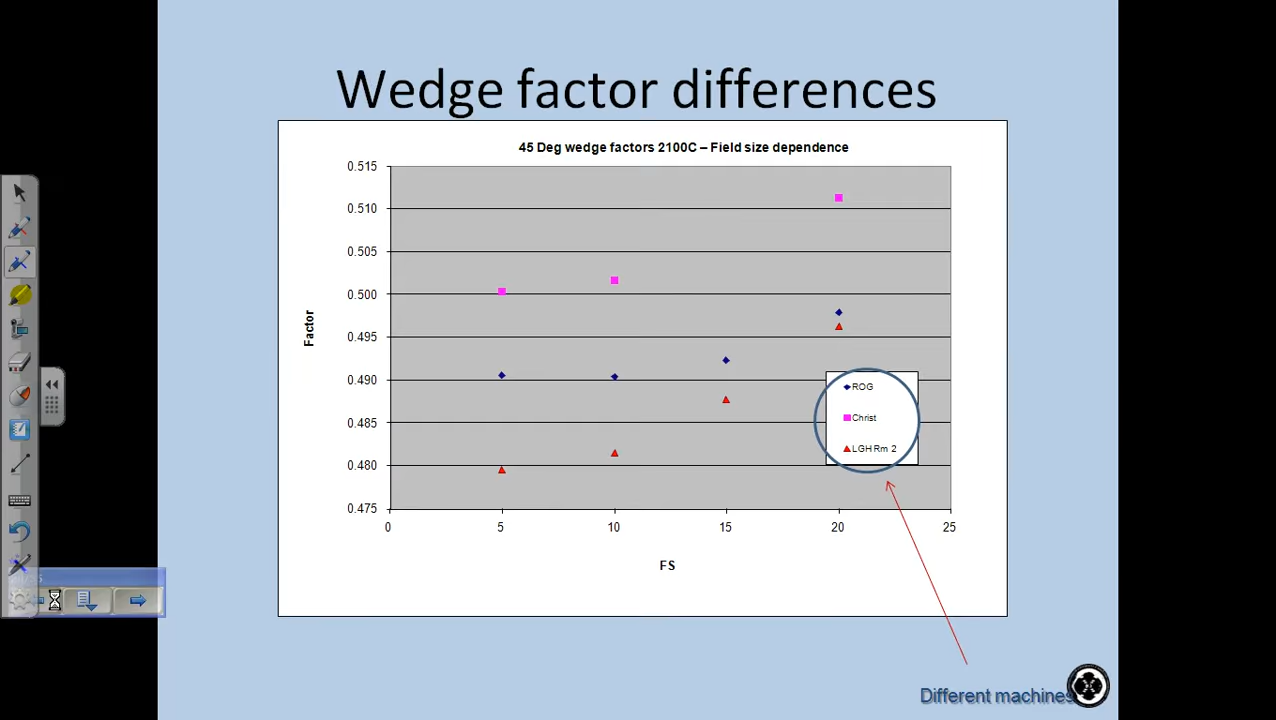 Wedge factor differences
45 Deg wedge factors 2100C – Field size dependence
0.515
0.510
0.505
0.500
0.495
0.490
0.485
0.480
0.475
Factor
ROG
Christ
LGH Rm 2
0 5 10 15 20 25
FS
Different machines